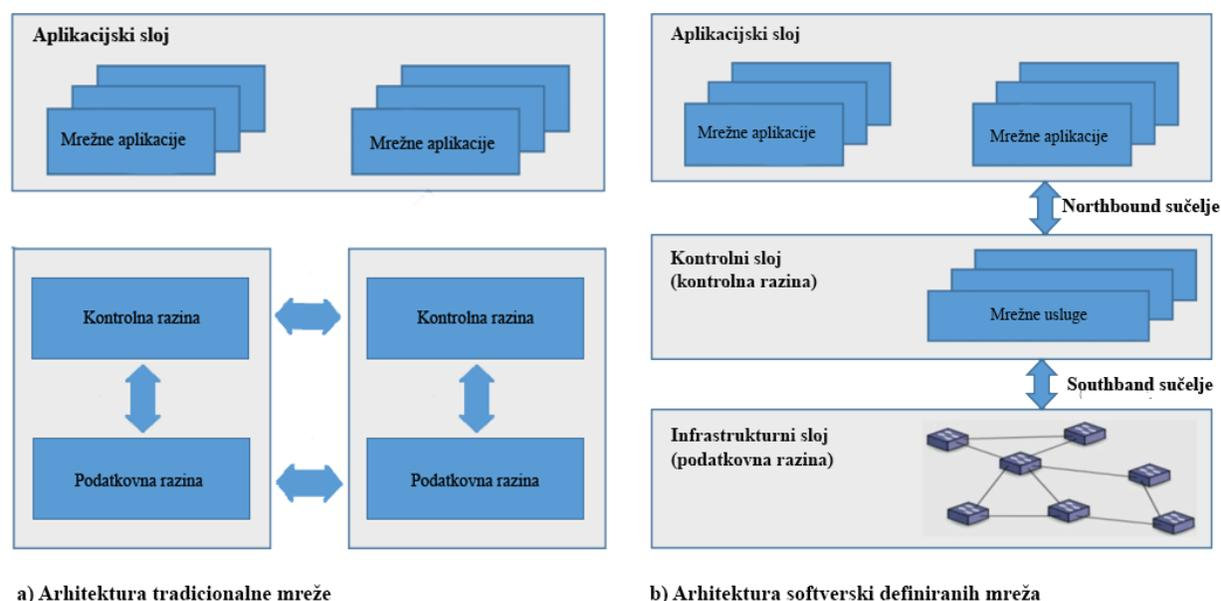 Aplikacijski sloj
Mrežne aplikacije
Mrežne aplikacije
Kontrolna razina
Kontrolna razina
Podatkovna razina
Podatkovna razina
a) Arhitektura tradicionalne mreže
Aplikacijski sloj
Mrežne aplikacije
Mrežne aplikacije
Northbound sučelje
Kontrolni sloj
(kontrolna razina)
Mrežne usluge
Southband sučelje
Infrastrukturni sloj
(podatkovna razina)
b) Arhitektura softverski definiranih mreža